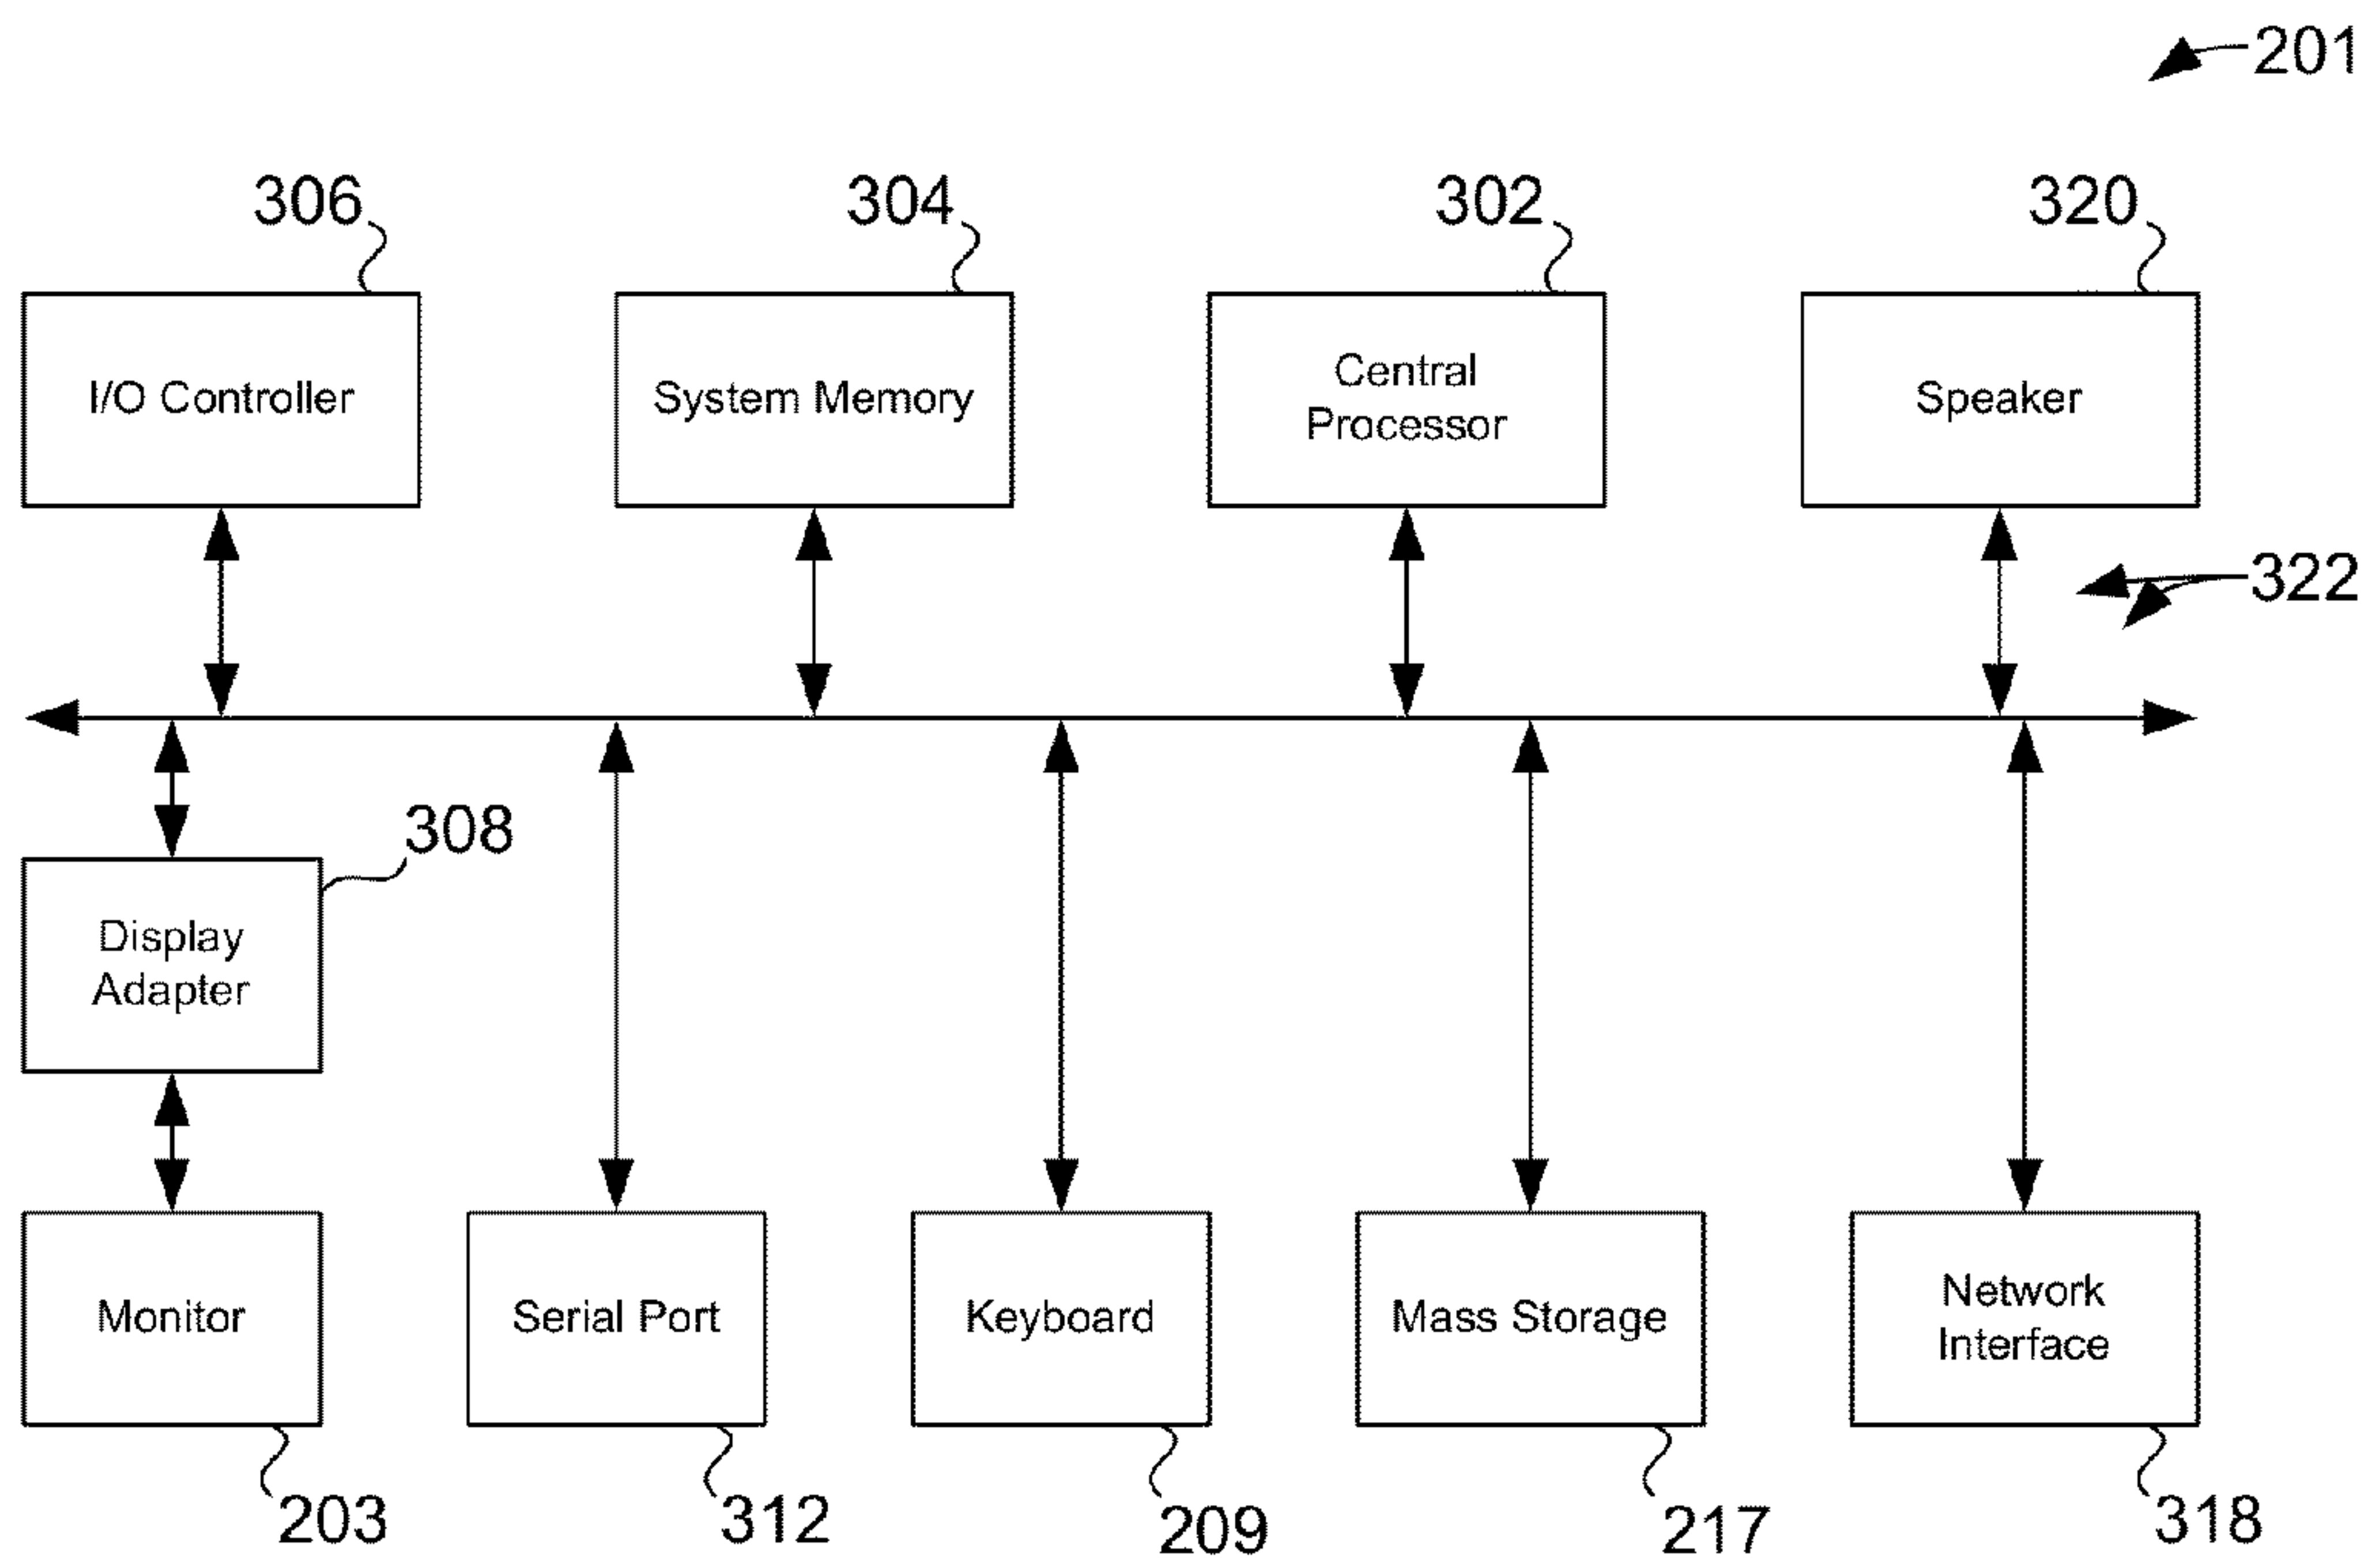 201
306
304
302
320
I/O Controller
System Memory
Central
Processor
Speaker
322
308
Display
Adapter
Monitor
Serial Port
Keyboard
Mass Storage
Network
Interface
203
312
209
217
318